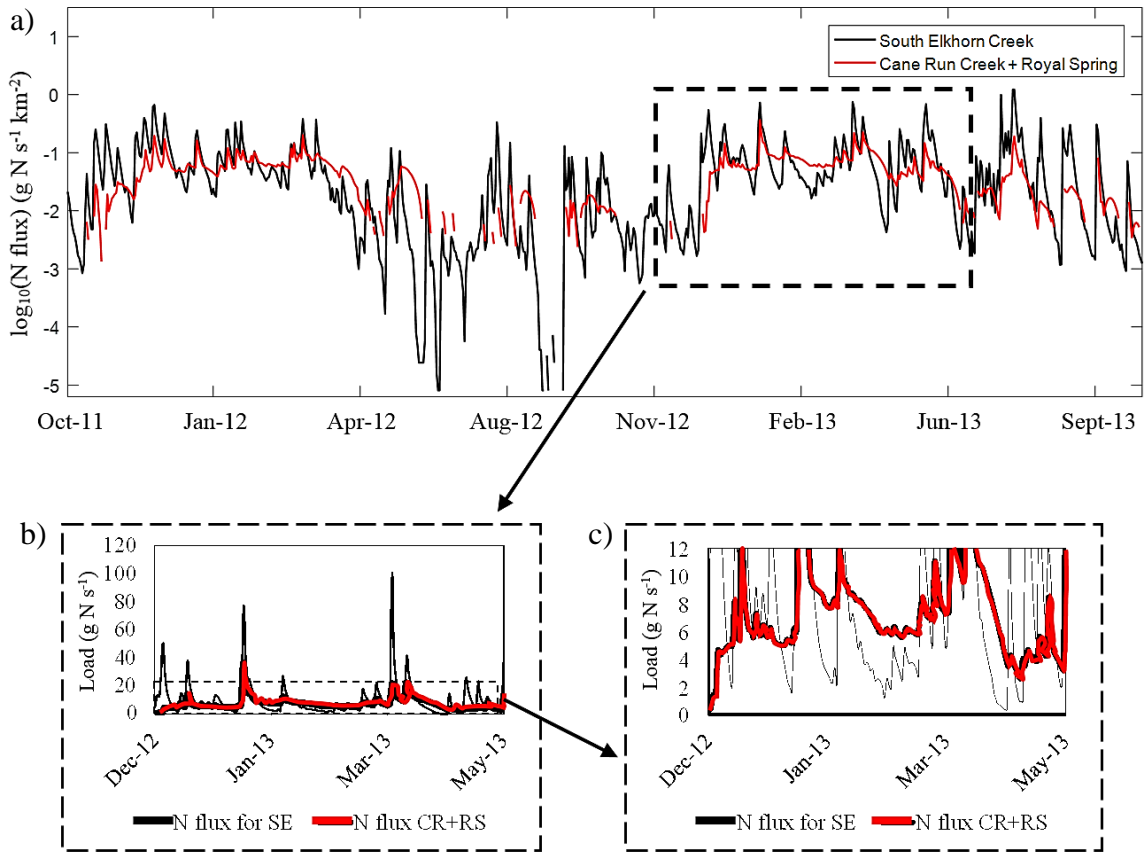 a)
log10(N flux) (g N s-1 km-2)
1
0
-1
-2
-3
-4
-5
South Elkhorn Creek
Cane Run Creek + Royal Spring
Oct-11 Jan-12 Apr-12 Aug-12 Nov-12 Feb-13 Jun-13 Sept-13
b)
Load (g N s-1)
120
100
80
60
40
20
0
Dec-12 Jan-13 Mar-13 May-13
N flux for SE N flux CR+RS
c)
Load (g N s-1)
12
10
8
6
4
2
0
Dec-12 Jan-13 Mar-13 May-13
N flux for SE N flux CR+RS